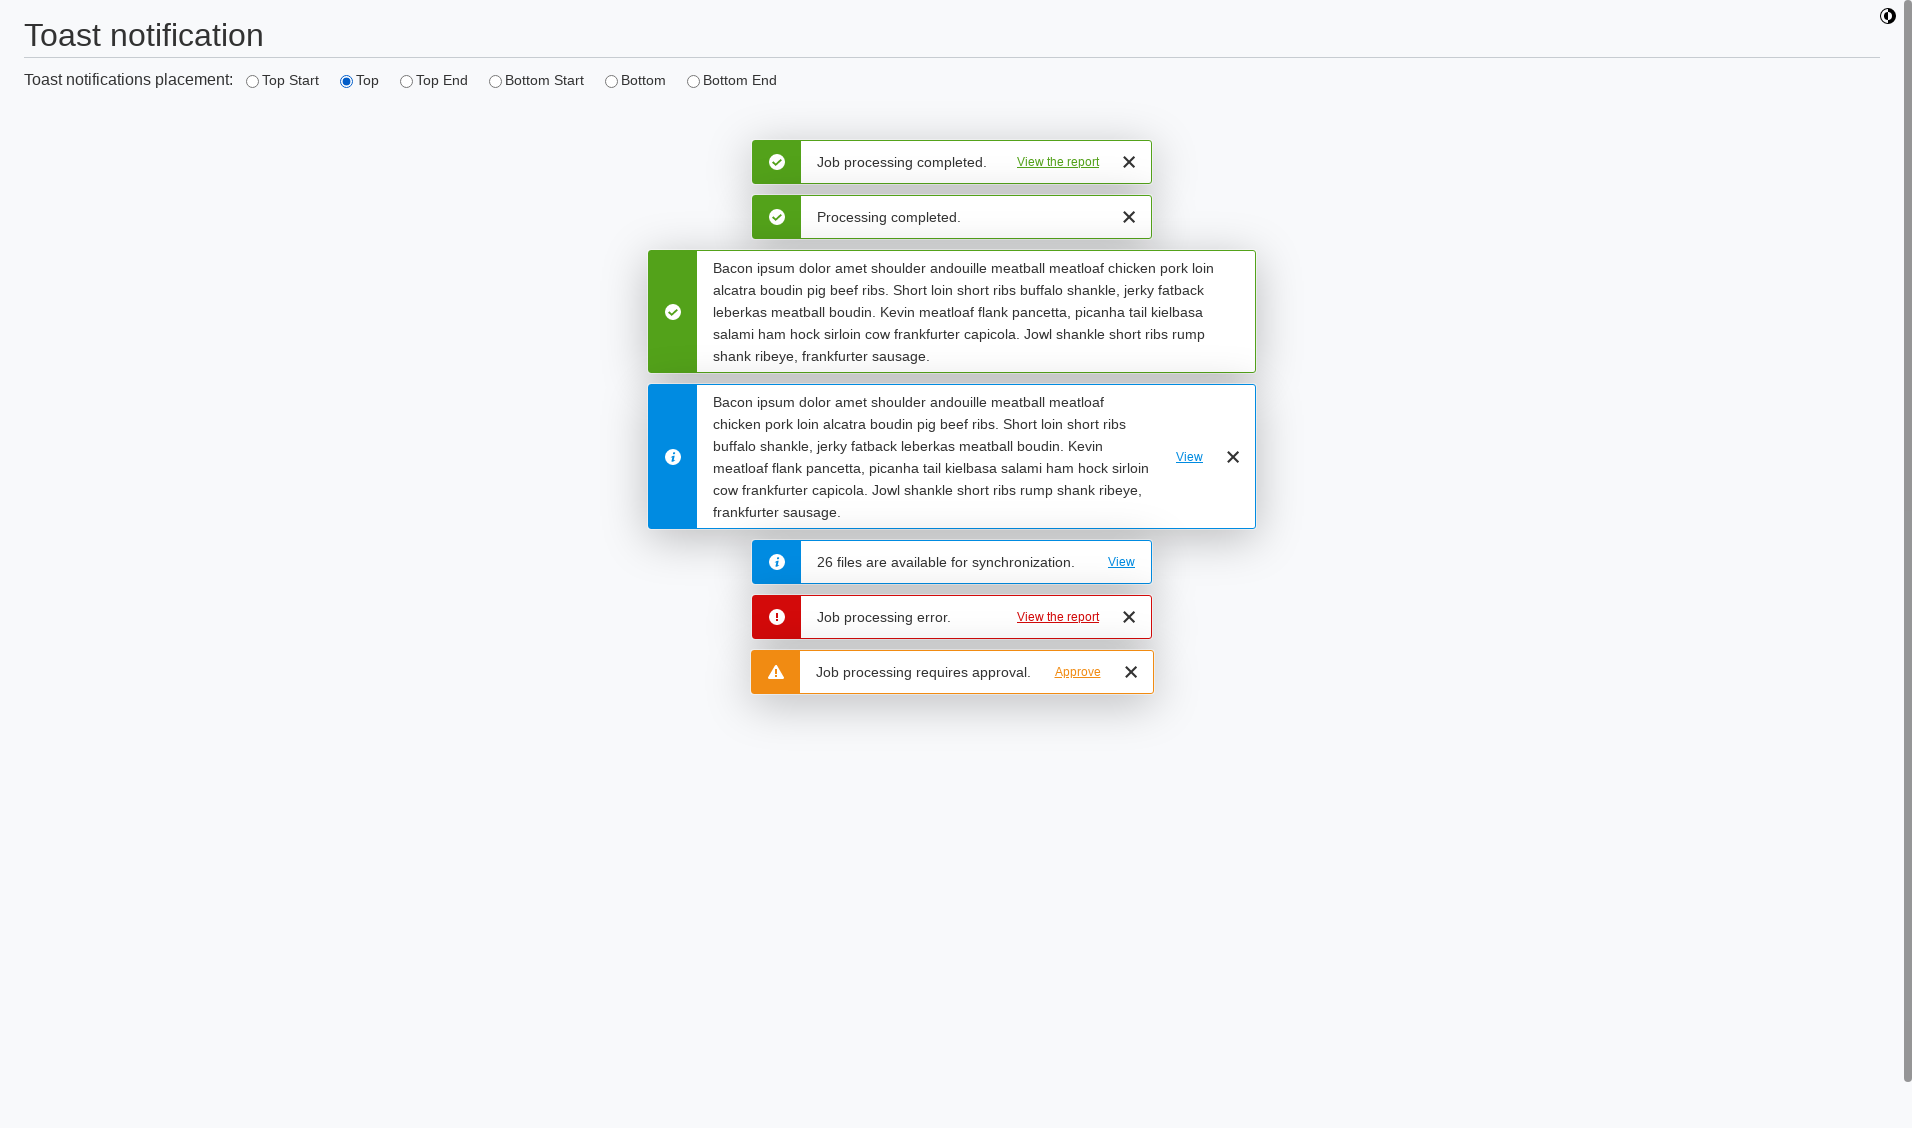 Toast notification
Toast notifications placement: Top Start Top Top End Bottom Start Bottom Bottom End
Job processing completed. View the report
Processing completed.
Bacon ipsum dolor amet shoulder andouille meatball meatloaf chicken pork loin
alcatra boudin pig beef ribs. Short loin short ribs buffalo shankle, jerky fatback
leberkas meatball boudin. Kevin meatloaf flank pancetta, picanha tail kielbasa
salami ham hock sirloin cow frankfurter capicola. Jowl shankle short ribs rump
shank ribeye, frankfurter sausage.
Bacon ipsum dolor amet shoulder andouille meatball meatloaf
chicken pork loin alcatra boudin pig beef ribs. Short loin short ribs
buffalo shankle, jerky fatback leberkas meatball boudin. Kevin
meatloaf flank pancetta, picanha tail kielbasa salami ham hock sirloin
cow frankfurter capicola. Jowl shankle short ribs rump shank ribeye,
frankfurter sausage.
View
26 files are available for synchronization. View
Job processing error. View the report
Job processing requires approval. Approve